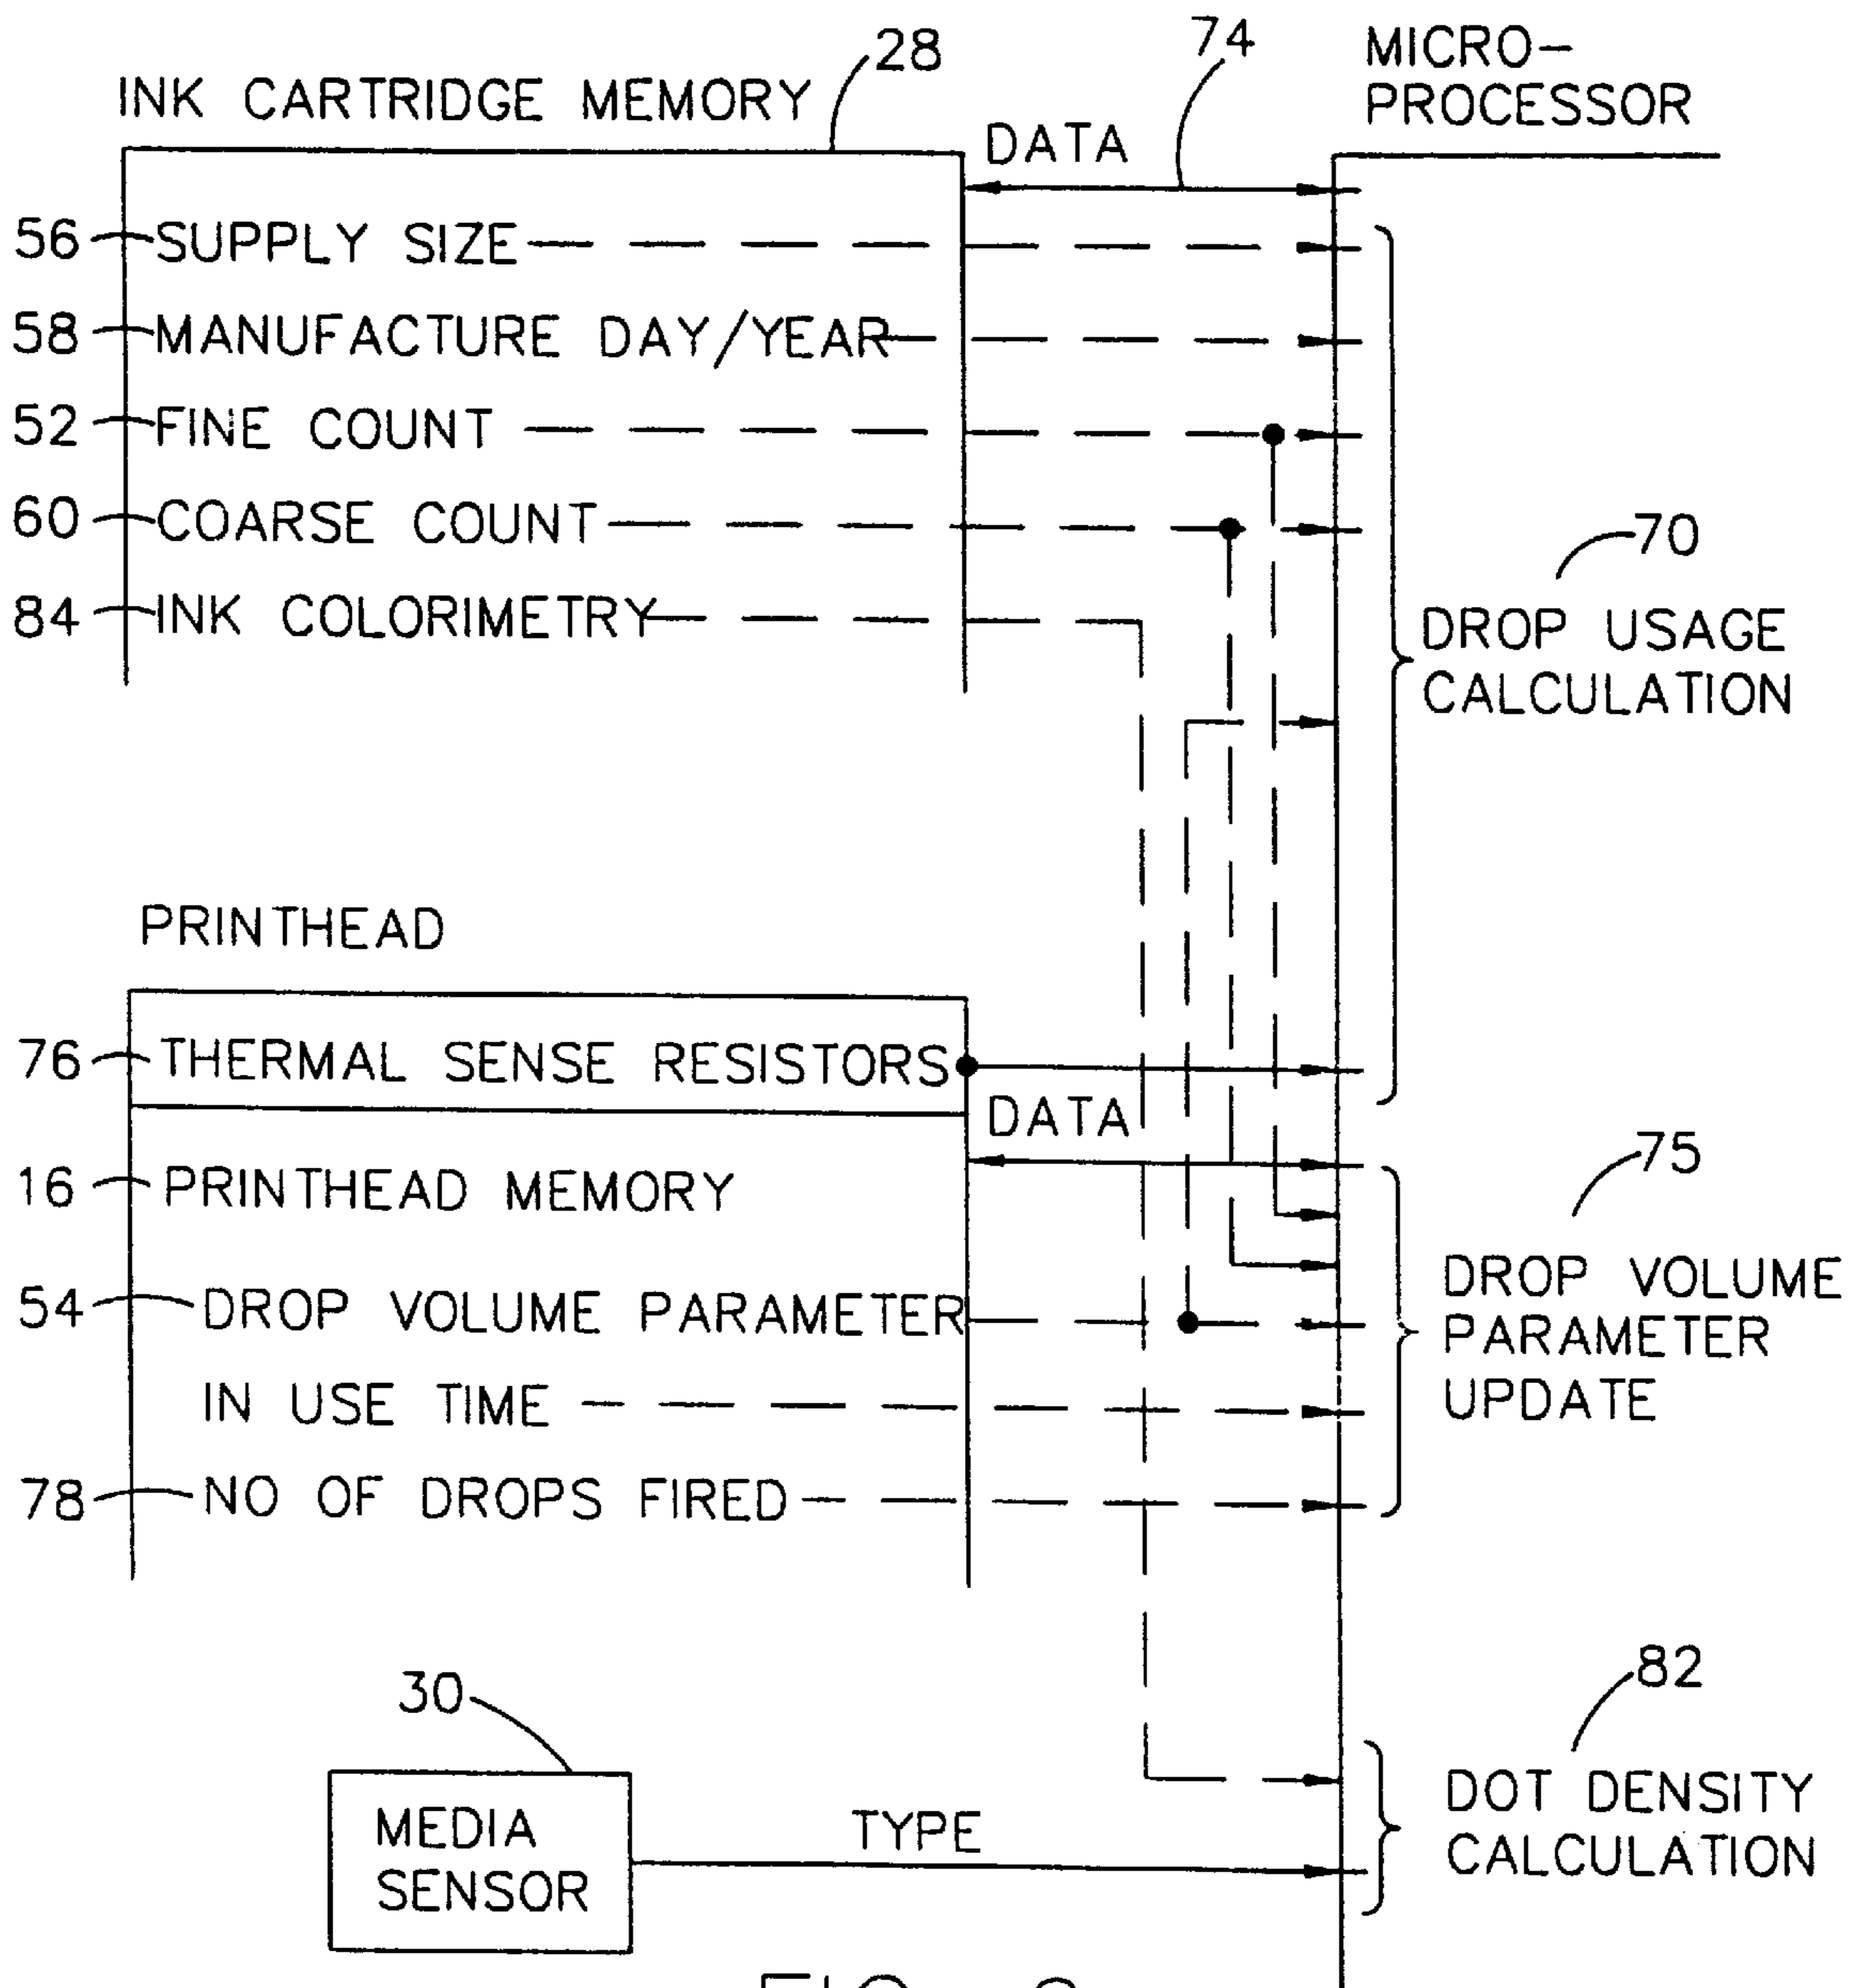 28
74
MICRO-
PROCESSOR
INK CARTRIDGE MEMORY
DATA
56 SUPPLY SIZE
58 MANUFACTURE DAY/YEAR
52 FINE COUNT
60 COARSE COUNT
84 INK COLORIMETRY
70
DROP USAGE
CALCULATION
PRINTHEAD
76 THERMAL SENSE RESISTORS
DATA
16 PRINTHEAD MEMORY
75
54 DROP VOLUME PARAMETER
IN USE TIME
78 NO OF DROPS FIRED
DROP VOLUME
PARAMETER
UPDATE
30
82
MEDIA
SENSOR
TYPE
DOT DENSITY
CALCULATION